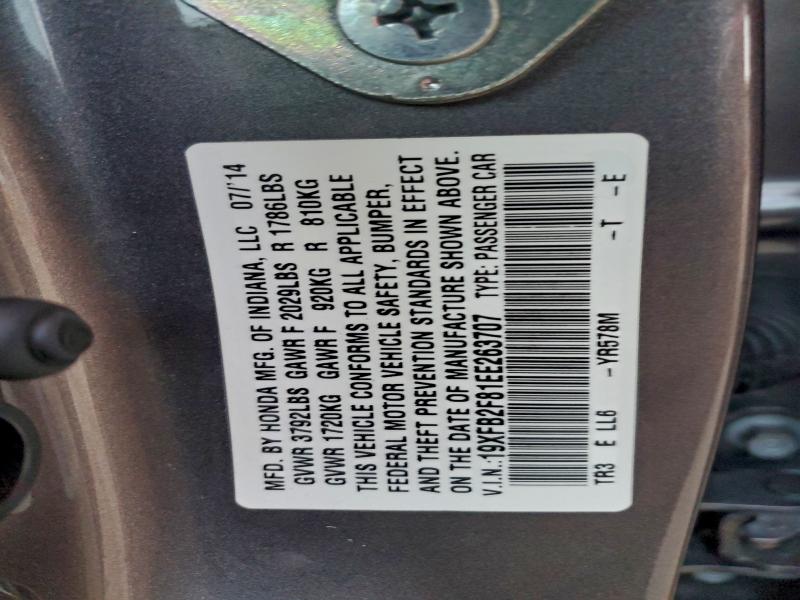 MFD. BY HONDA MFG. OF INDIANA, LLC 07/'14
GVWR 3792LBS GAWR F 2029LBS R 1786LBS
GVWR 1720KG GAWR F 920KG R 810KG
THIS VEHICLE CONFORMS TO ALL APPLICABLE
FEDERAL MOTOR VEHICLE SAFETY, BUMPER,
AND THEFT PREVENTION STANDARDS IN EFFECT
ON THE DATE OF MANUFACTURE SHOWN ABOVE.
V.I.N.:19XFB2F81EE263707 TYPE: PASSENGER CAR
TR3 E LL6 -YR578M -T -E